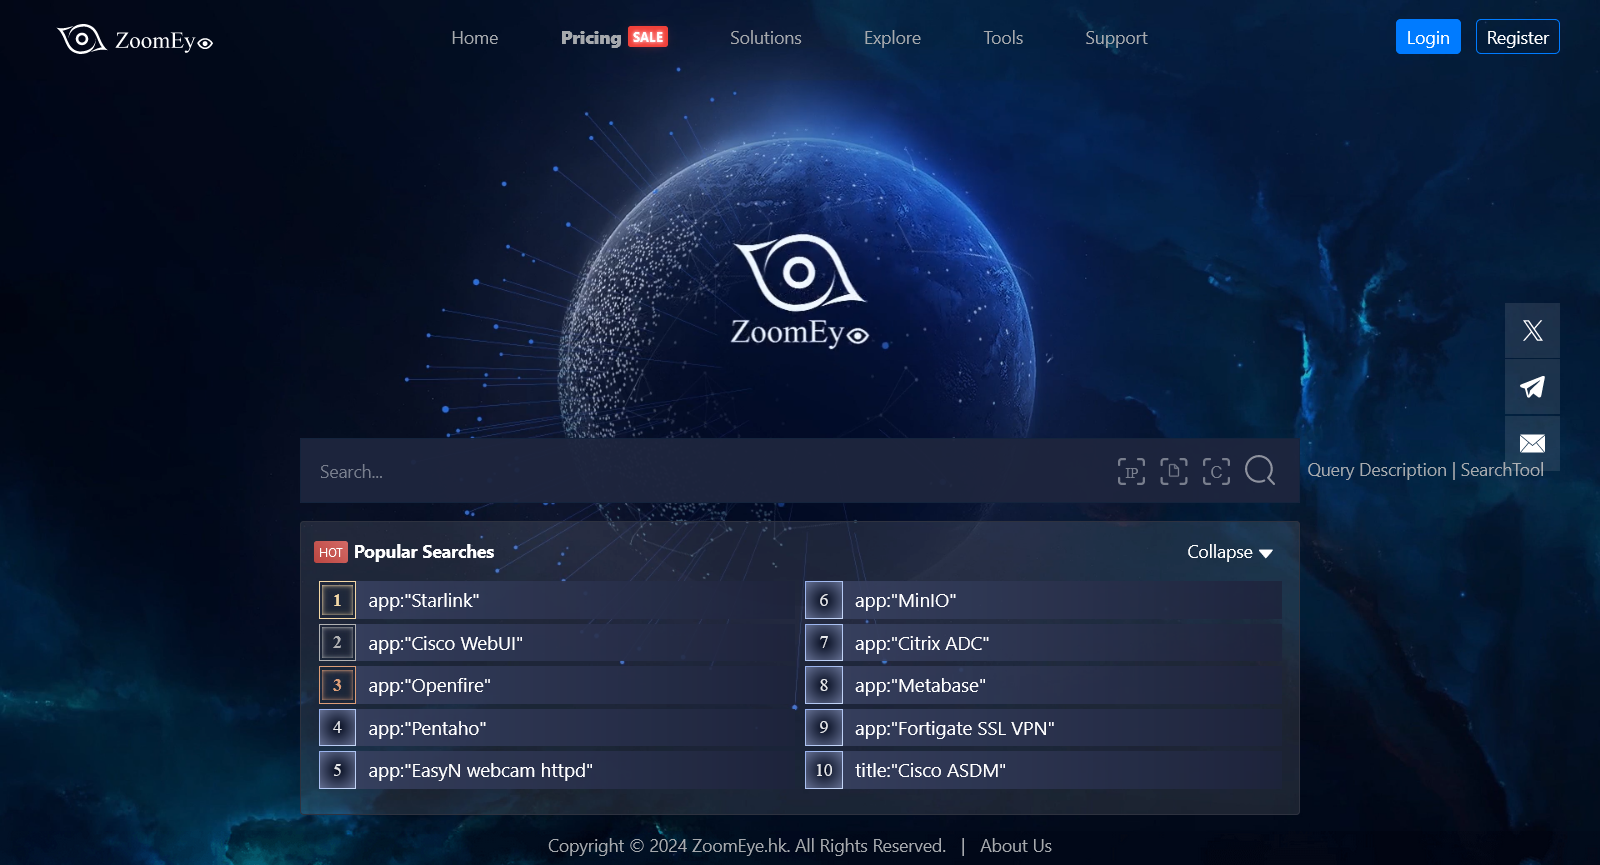 ZoomEye
Home
Pricing SALE
Solutions
Explore
Tools
Support
Login
Register
ZoomEye
Search...
IP
C
Query Description | SearchTool
HOT Popular Searches
Collapse
1 app:"Starlink"
2 app:"Cisco WebUI"
3 app:"Openfire"
4 app:"Pentaho"
5 app:"EasyN webcam httpd"
6 app:"MinIO"
7 app:"Citrix ADC"
8 app:"Metabase"
9 app:"Fortigate SSL VPN"
10 title:"Cisco ASDM"
Copyright © 2024 ZoomEye.hk. All Rights Reserved. | About Us